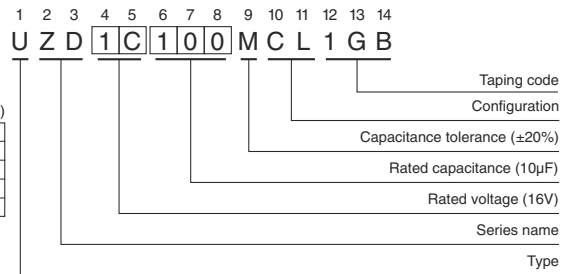 1 2 3 4 5 6 7 8 9 10 11 12 13 14
U Z D 1 C 1 0 0 M C L 1 G B
Taping code
)
Configuration
Capacitance tolerance (±20%)
Rated capacitance (10µF)
Rated voltage (16V)
Series name
Type